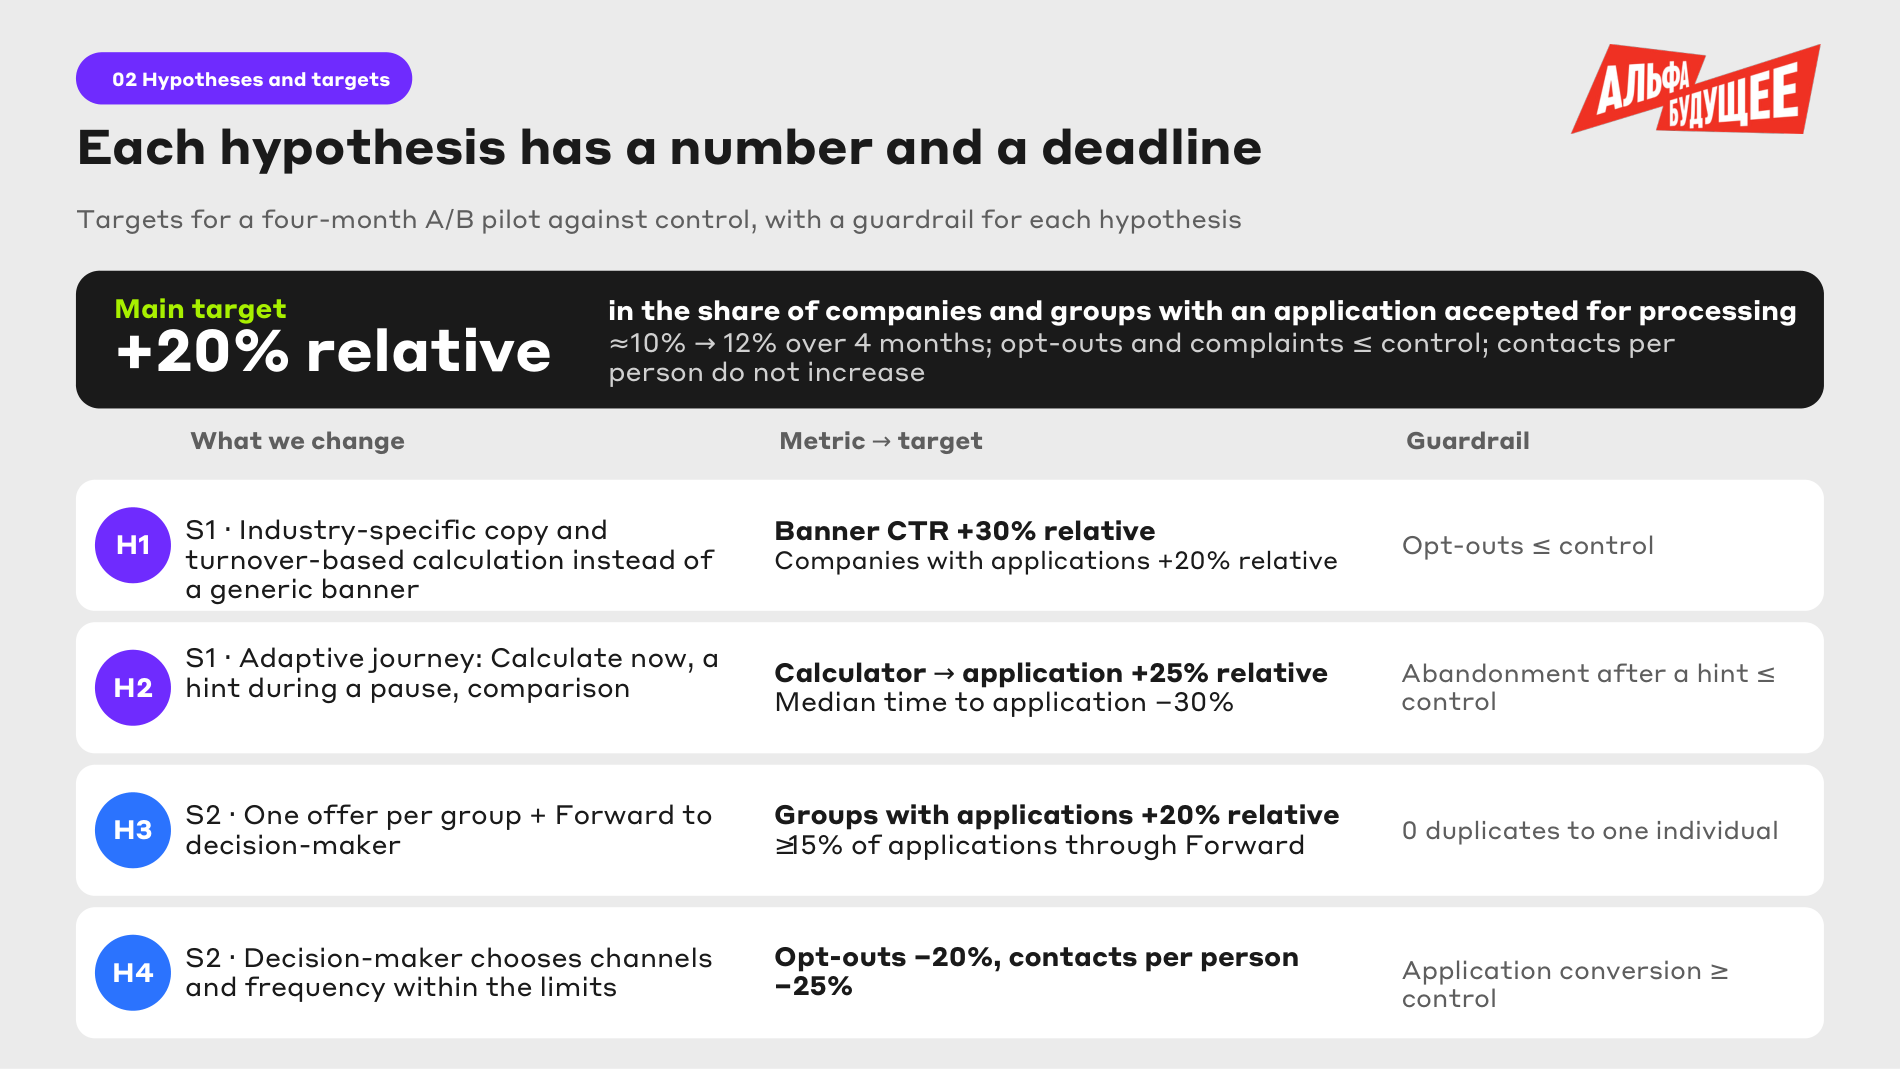 02 Hypotheses and targets
АЛЬФА
БУДУЩЕЕ
Each hypothesis has a number and a deadline
Targets for a four-month A/B pilot against control, with a guardrail for each hypothesis
Main target
+20% relative
in the share of companies and groups with an application accepted for processing
≈10% → 12% over 4 months; opt-outs and complaints ≤ control; contacts per
person do not increase
What we change
Metric → target
Guardrail
H1
S1 · Industry-specific copy and
turnover-based calculation instead of
a generic banner
Banner CTR +30% relative
Companies with applications +20% relative
Opt-outs ≤ control
H2
S1 · Adaptive journey: Calculate now, a
hint during a pause, comparison
Calculator → application +25% relative
Median time to application −30%
Abandonment after a hint ≤
control
H3
S2 · One offer per group + Forward to
decision-maker
Groups with applications +20% relative
≥15% of applications through Forward
0 duplicates to one individual
H4
S2 · Decision-maker chooses channels
and frequency within the limits
Opt-outs −20%, contacts per person
−25%
Application conversion ≥
control